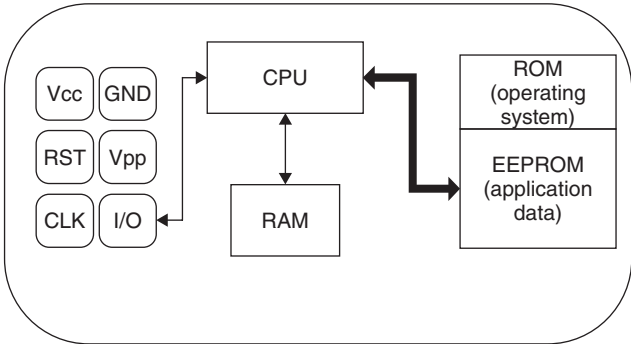 Vcc
GND
RST
Vpp
CLK
I/O
CPU
RAM
ROM
(operating
system)
EEPROM
(application
data)